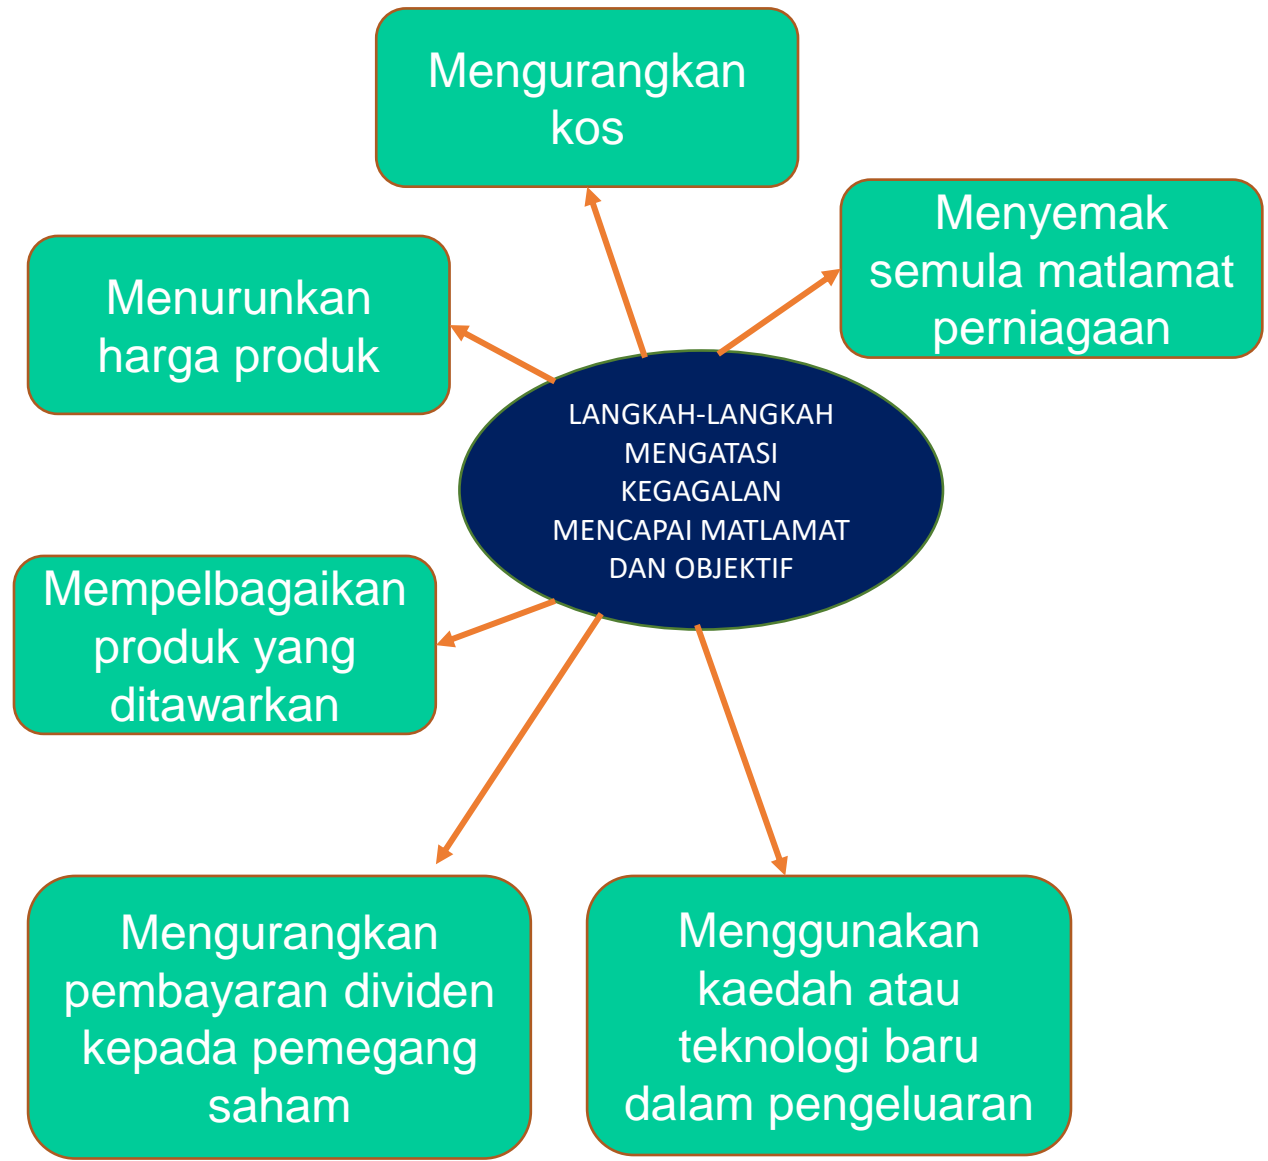 Mengurangkan
kos
Menyemak
semula matlamat
perniagaan
Menurunkan
harga produk
LANGKAH-LANGKAH
MENGATASI
KEGAGALAN
MENCAPAI MATLAMAT
DAN OBJEKTIF
Mempelbagaikan
produk yang
ditawarkan
Mengurangkan
pembayaran dividen
kepada pemegang
saham
Menggunakan
kaedah atau
teknologi baru
dalam pengeluaran